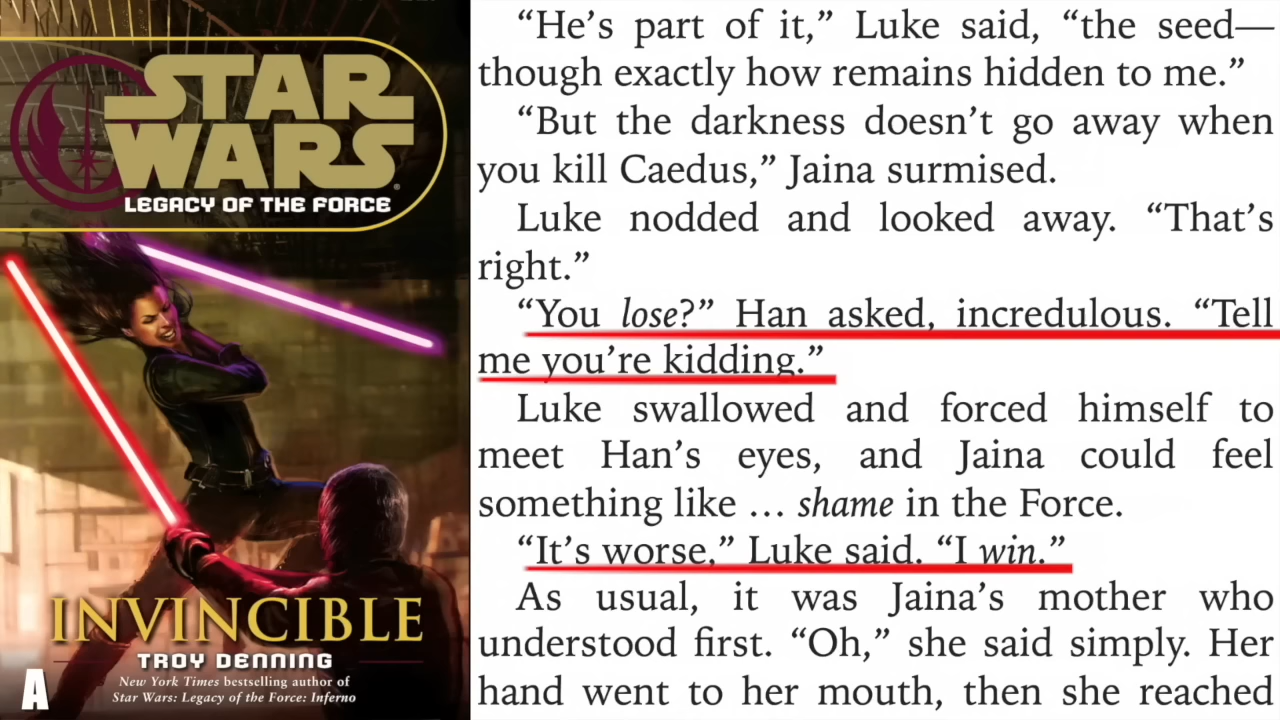 STAR
WARS®
LEGACY OF THE FORCE
INVINCIBLE
TROY DENNING
New York Times bestselling author of
Star Wars: Legacy of the Force: Inferno
A
“He’s part of it,” Luke said, “the seed—
though exactly how remains hidden to me.”
“But the darkness doesn’t go away when
you kill Caedus,” Jaina surmised.
Luke nodded and looked away. “That’s
right.”
“You lose?” Han asked, incredulous. “Tell
me you’re kidding.”
Luke swallowed and forced himself to
meet Han’s eyes, and Jaina could feel
something like … shame in the Force.
“It’s worse,” Luke said. “I win.”
As usual, it was Jaina’s mother who
understood first. “Oh,” she said simply. Her
hand went to her mouth, then she reached